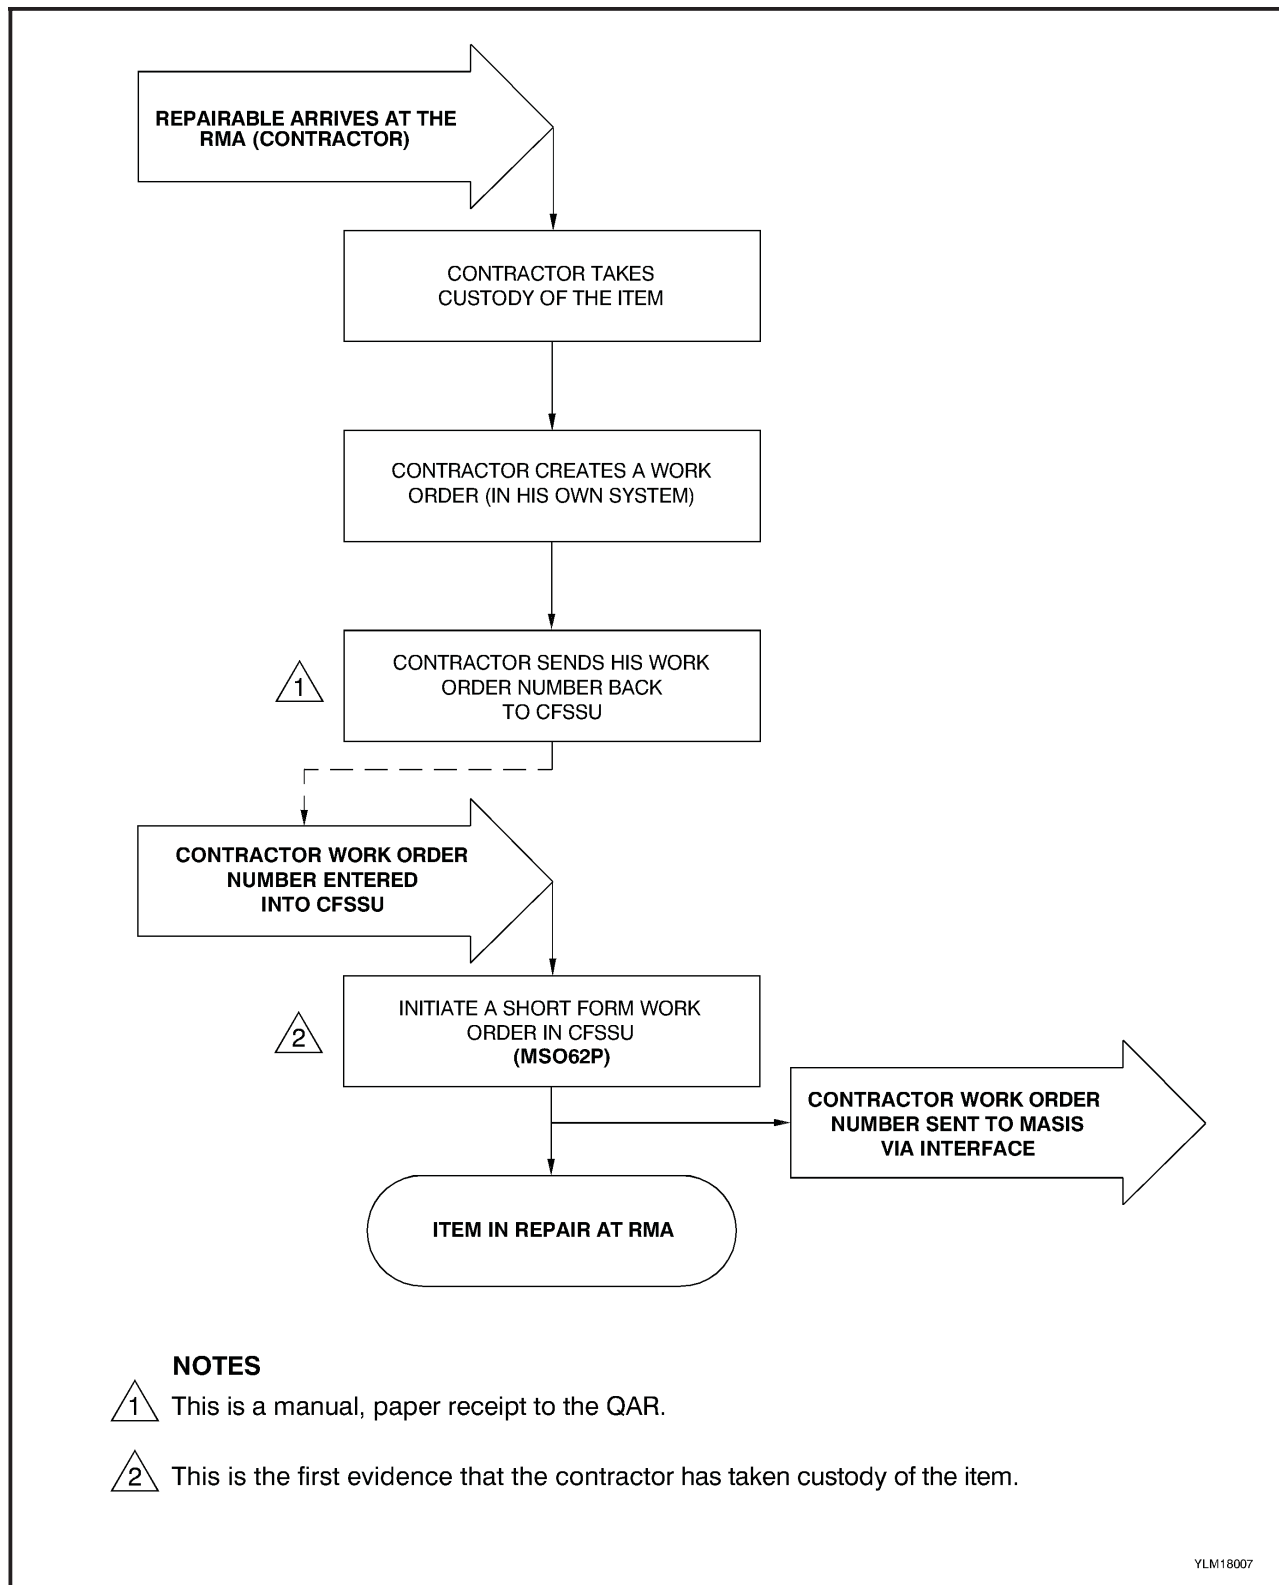 REPAIRABLE ARRIVES AT THE
RMA (CONTRACTOR)
CONTRACTOR TAKES
CUSTODY OF THE ITEM
CONTRACTOR CREATES A WORK
ORDER (IN HIS OWN SYSTEM)
1
CONTRACTOR SENDS HIS WORK
ORDER NUMBER BACK
TO CFSSU
CONTRACTOR WORK ORDER
NUMBER ENTERED
INTO CFSSU
2
INITIATE A SHORT FORM WORK
ORDER IN CFSSU
(MSO62P)
CONTRACTOR WORK ORDER
NUMBER SENT TO MASIS
VIA INTERFACE
ITEM IN REPAIR AT RMA
NOTES
1 This is a manual, paper receipt to the QAR.
2 This is the first evidence that the contractor has taken custody of the item.
YLM18007